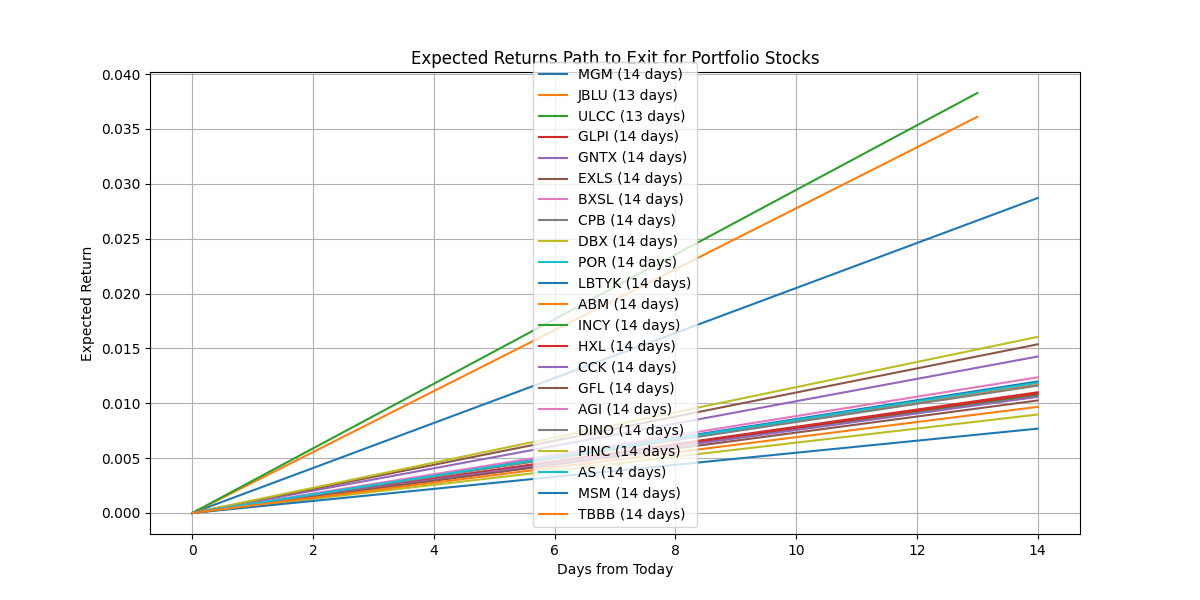 Expected Returns Path to Exit for Portfolio Stocks
Expected Return
0.040
0.035
0.030
0.025
0.020
0.015
0.010
0.005
0.000
MGM (14 days)
JBLU (13 days)
ULCC (13 days)
GLPI (14 days)
GNTX (14 days)
EXLS (14 days)
BXSL (14 days)
CPB (14 days)
DBX (14 days)
POR (14 days)
LBTYK (14 days)
ABM (14 days)
INCY (14 days)
HXL (14 days)
CCK (14 days)
GFL (14 days)
AGI (14 days)
DINO (14 days)
PINC (14 days)
AS (14 days)
MSM (14 days)
TBBB (14 days)
0 2 4 6 8 10 12 14
Days from Today